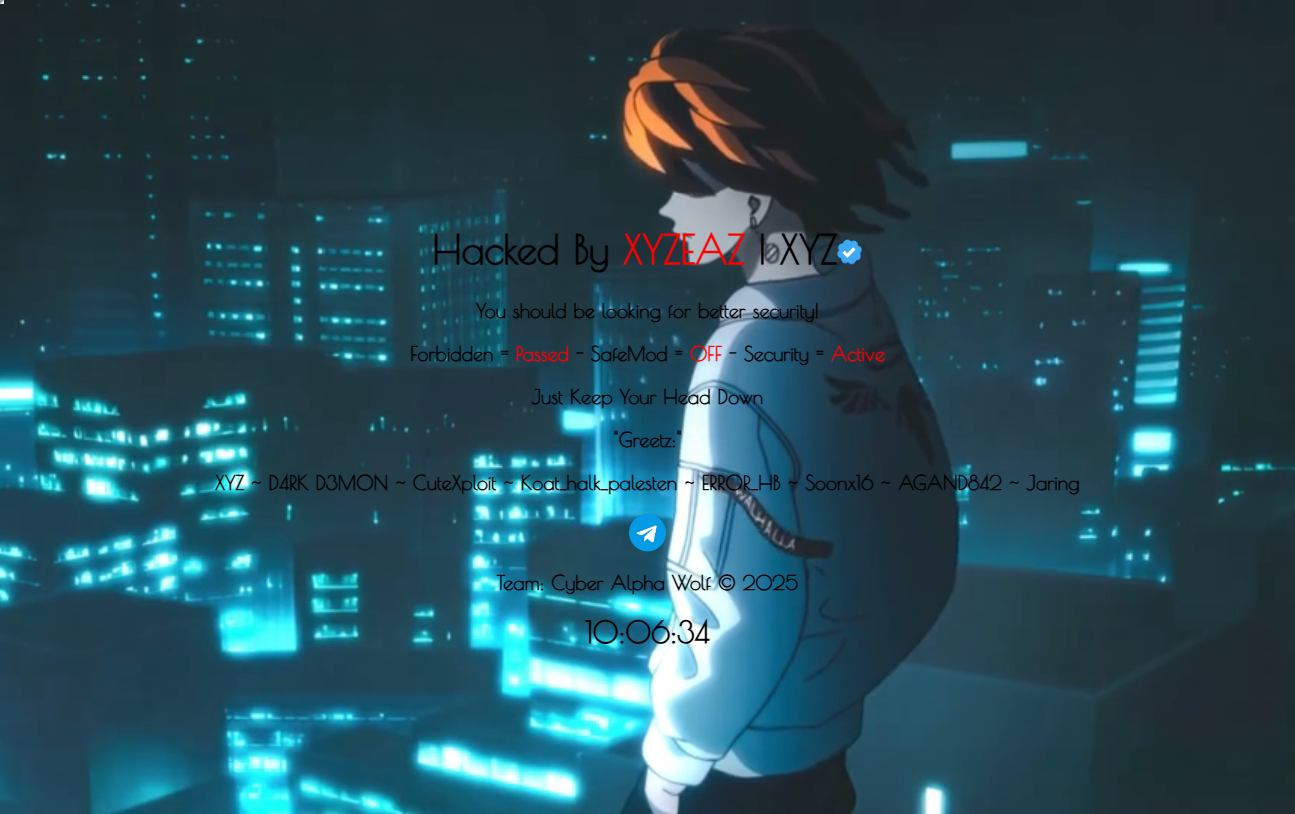 Hacked By XYZEAZ | XYZ
You should be looking for better security!
Forbidden = Passed - SafeMod = OFF - Security = Active
Just Keep Your Head Down
"Greetz:"
XYZ ~ D4RK D3MON ~ CuteXploit ~ Koat_halk_palesten ~ ERROR_HB ~ Soonx16 ~ AGAND842 ~ Jaring
VALHALLA
Team: Cyber Alpha Wolf © 2025
10:06:34